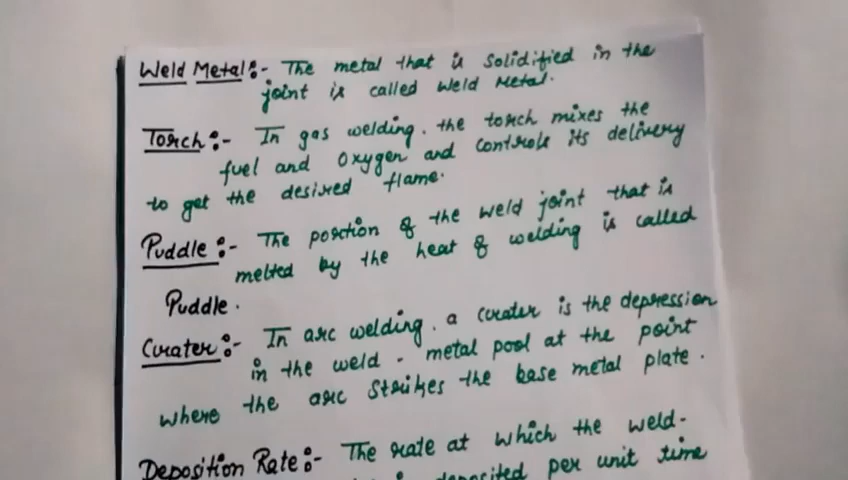 Weld Metal:- The metal that is solidified in the
joint is called Weld Metal.
Torch:- In gas welding. the torch mixes the
fuel and oxygen and controls its delivery
to get the desired flame.
Puddle:- The portion of the weld joint that is
melted by the heat of welding is called
Puddle.
Curater:- In arc welding. a curater is the depression
in the weld - metal pool at the point
where the arc strikes the base metal plate.
Deposition Rate:- The rate at which the weld-
deposited per unit time